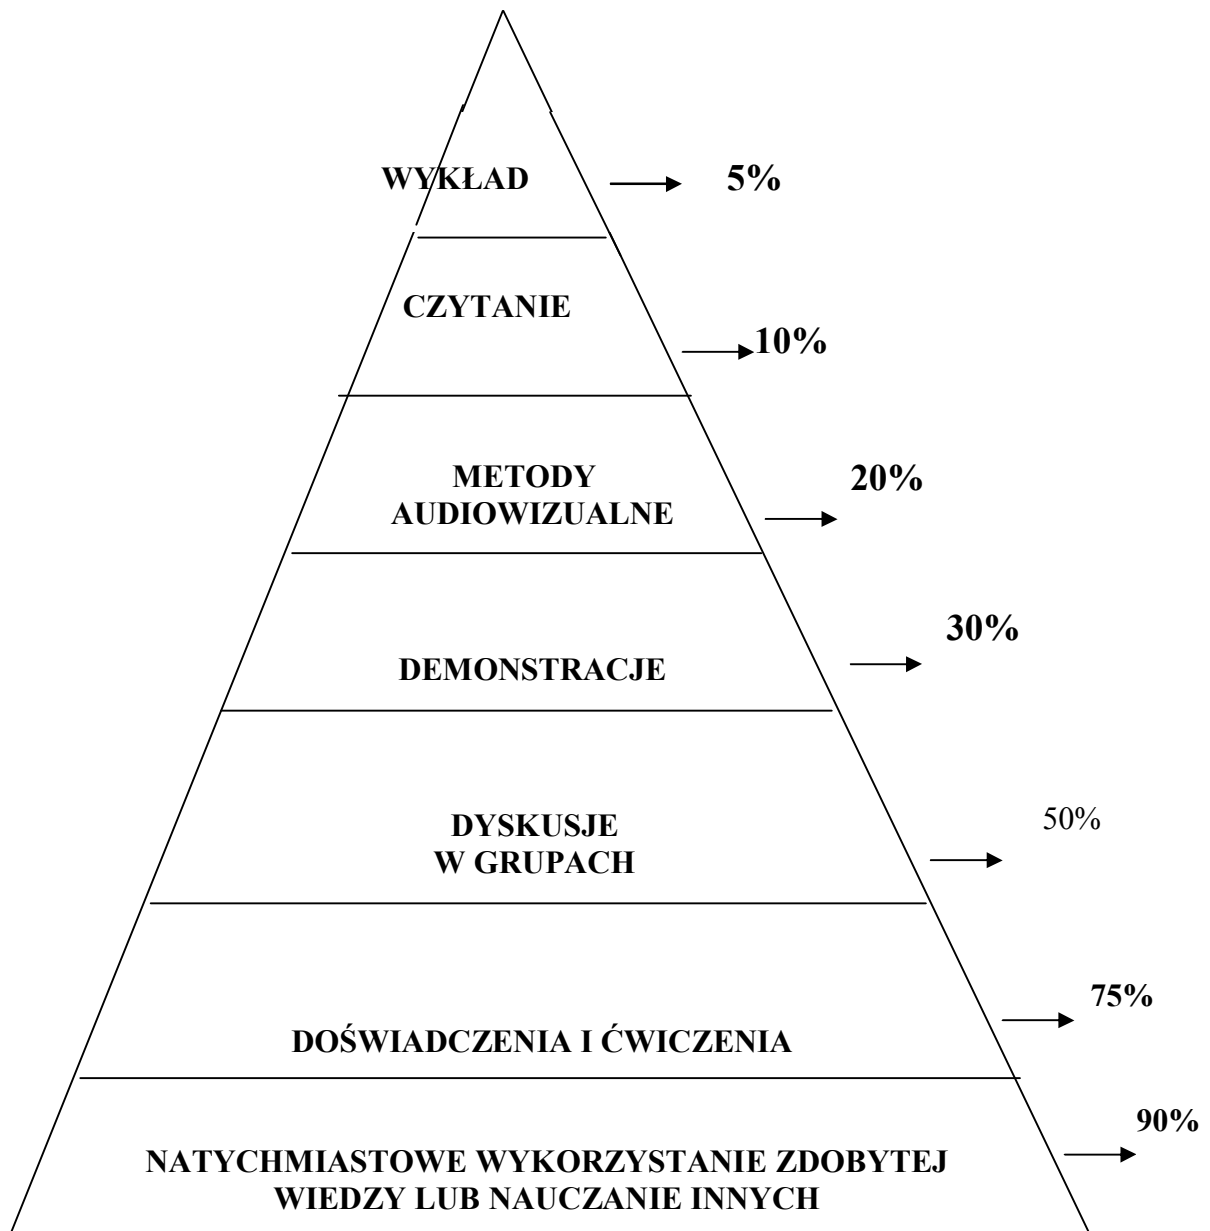 WYKŁAD
5%
CZYTANIE
10%
METODY
AUDIOWIZUALNE
20%
DEMONSTRACJE
30%
DYSKUSJE
W GRUPACH
50%
DOŚWIADCZENIA I ĆWICZENIA
75%
NATYCHMIASTOWE WYKORZYSTANIE ZDOBYTEJ
WIEDZY LUB NAUCZANIE INNYCH
90%